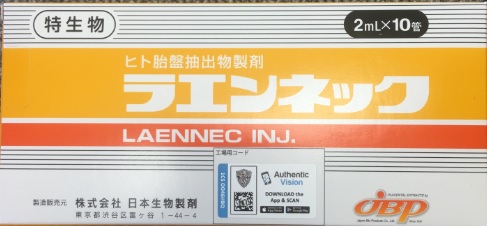 特生物
2mL×10管
ヒト胎盤抽出物製剤
ラエンネック
LAENNEC INJ.
工場用コード
Authentic
Vision
DOWNLOAD the
App & SCAN
製造販売元 株式会社 日本生物製剤
東京都渋谷区富ヶ谷 1-44-4
JBP